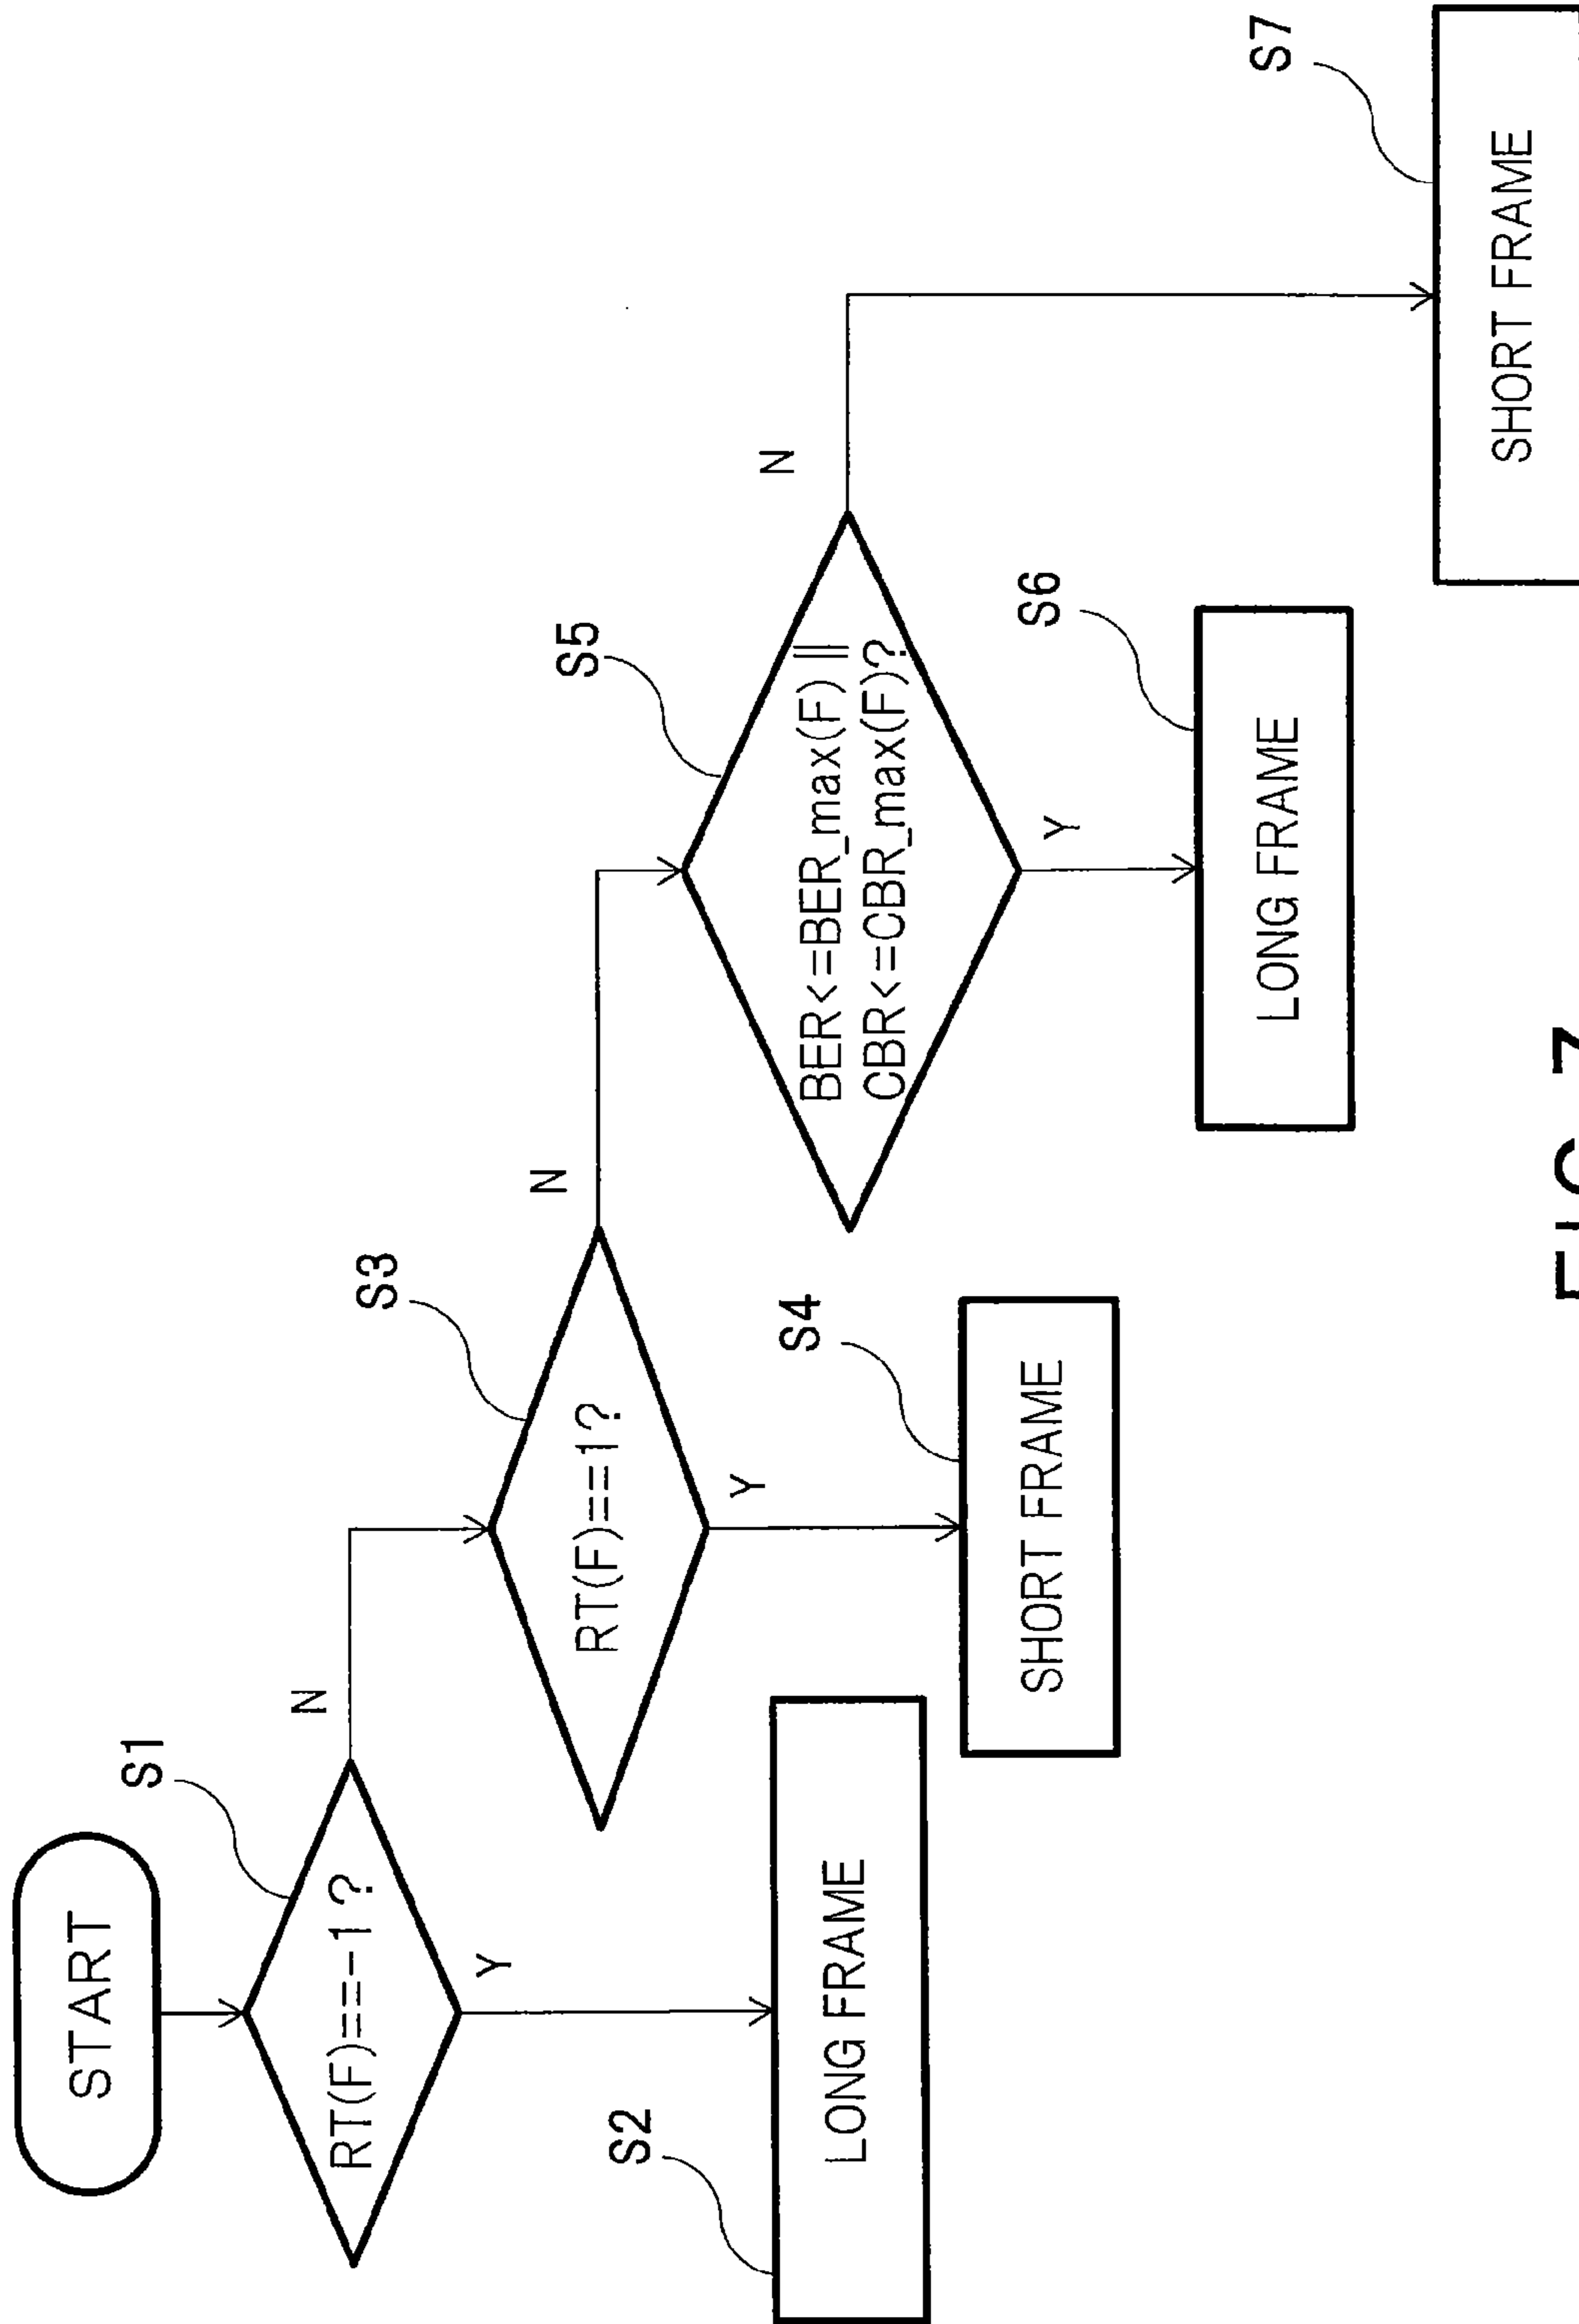 START
S1
RT(F)==-1?
N
Y
S2
LONG FRAME
S3
RT(F)==1?
N
Y
S4
SHORT FRAME
S5
BER<=BER_max(F) ||
CBR<=CBR_max(F)?
N
Y
S6
LONG FRAME
S7
SHORT FRAME